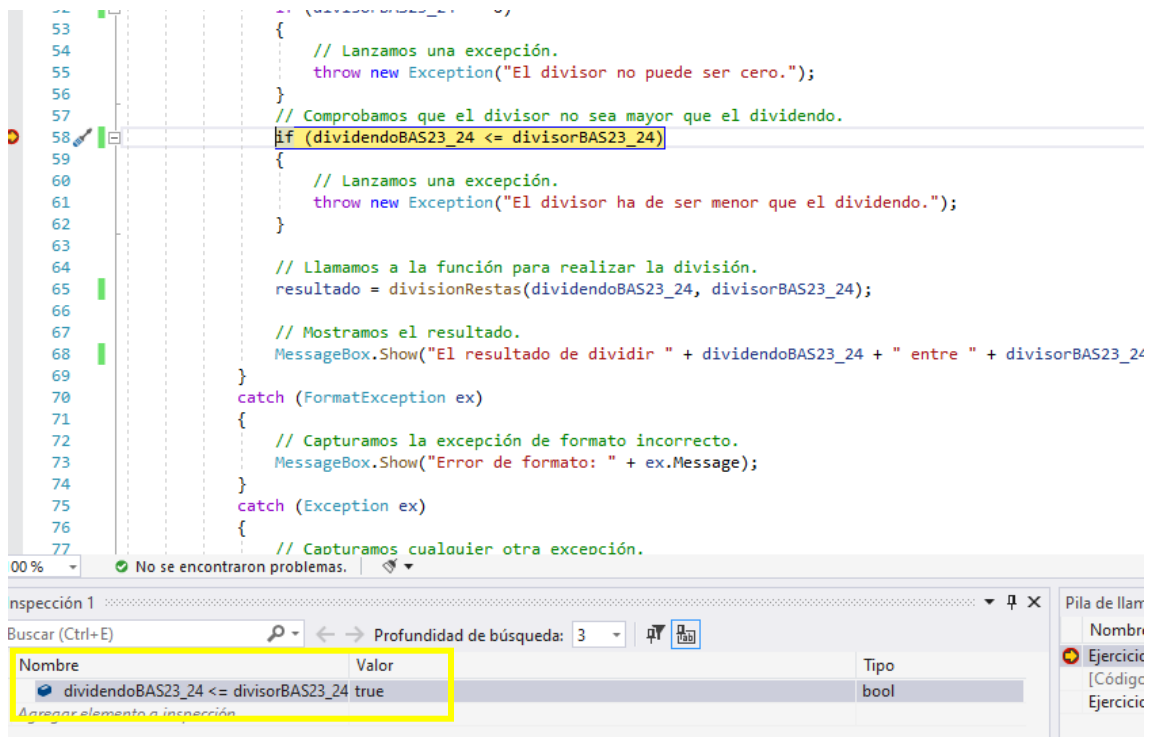 53 {
54 // Lanzamos una excepción.
55 throw new Exception("El divisor no puede ser cero.");
56 }
57 // Comprobamos que el divisor no sea mayor que el dividendo.
58 if (dividendoBAS23_24 <= divisorBAS23_24)
59 {
60 // Lanzamos una excepción.
61 throw new Exception("El divisor ha de ser menor que el dividendo.");
62 }
63
64 // Llamamos a la función para realizar la división.
65 resultado = divisionRestas(dividendoBAS23_24, divisorBAS23_24);
66
67 // Mostramos el resultado.
68 MessageBox.Show("El resultado de dividir " + dividendoBAS23_24 + " entre " + divisorBAS23_24
69 }
70 catch (FormatException ex)
71 {
72 // Capturamos la excepción de formato incorrecto.
73 MessageBox.Show("Error de formato: " + ex.Message);
74 }
75 catch (Exception ex)
76 {
77 // Capturamos cualquier otra excepción.
00 % No se encontraron problemas.
nspección 1
Pila de llam
Buscar (Ctrl+E) Profundidad de búsqueda: 3
Nombre Valor Tipo
dividendoBAS23_24 <= divisorBAS23_24 true bool
Agregar elemento a inspección
Nombre
Ejercicio
[Código
Ejercicio